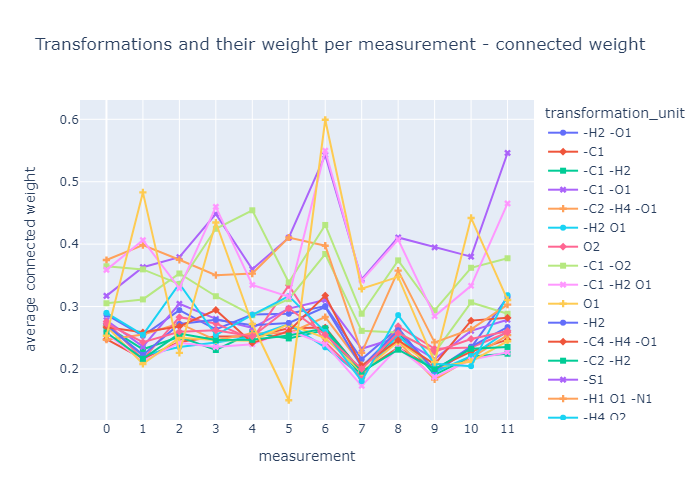 Transformations and their weight per measurement - connected weight
transformation_unit
-H2 -O1
-C1
-C1 -H2
-C1 -O1
-C2 -H4 -O1
-H2 O1
O2
-C1 -O2
-C1 -H2 O1
O1
-H2
-C4 -H4 -O1
-C2 -H2
-S1
-H1 O1 -N1
-H4 O2
average connected weight
0.6
0.5
0.4
0.3
0.2
0 1 2 3 4 5 6 7 8 9 10 11
measurement